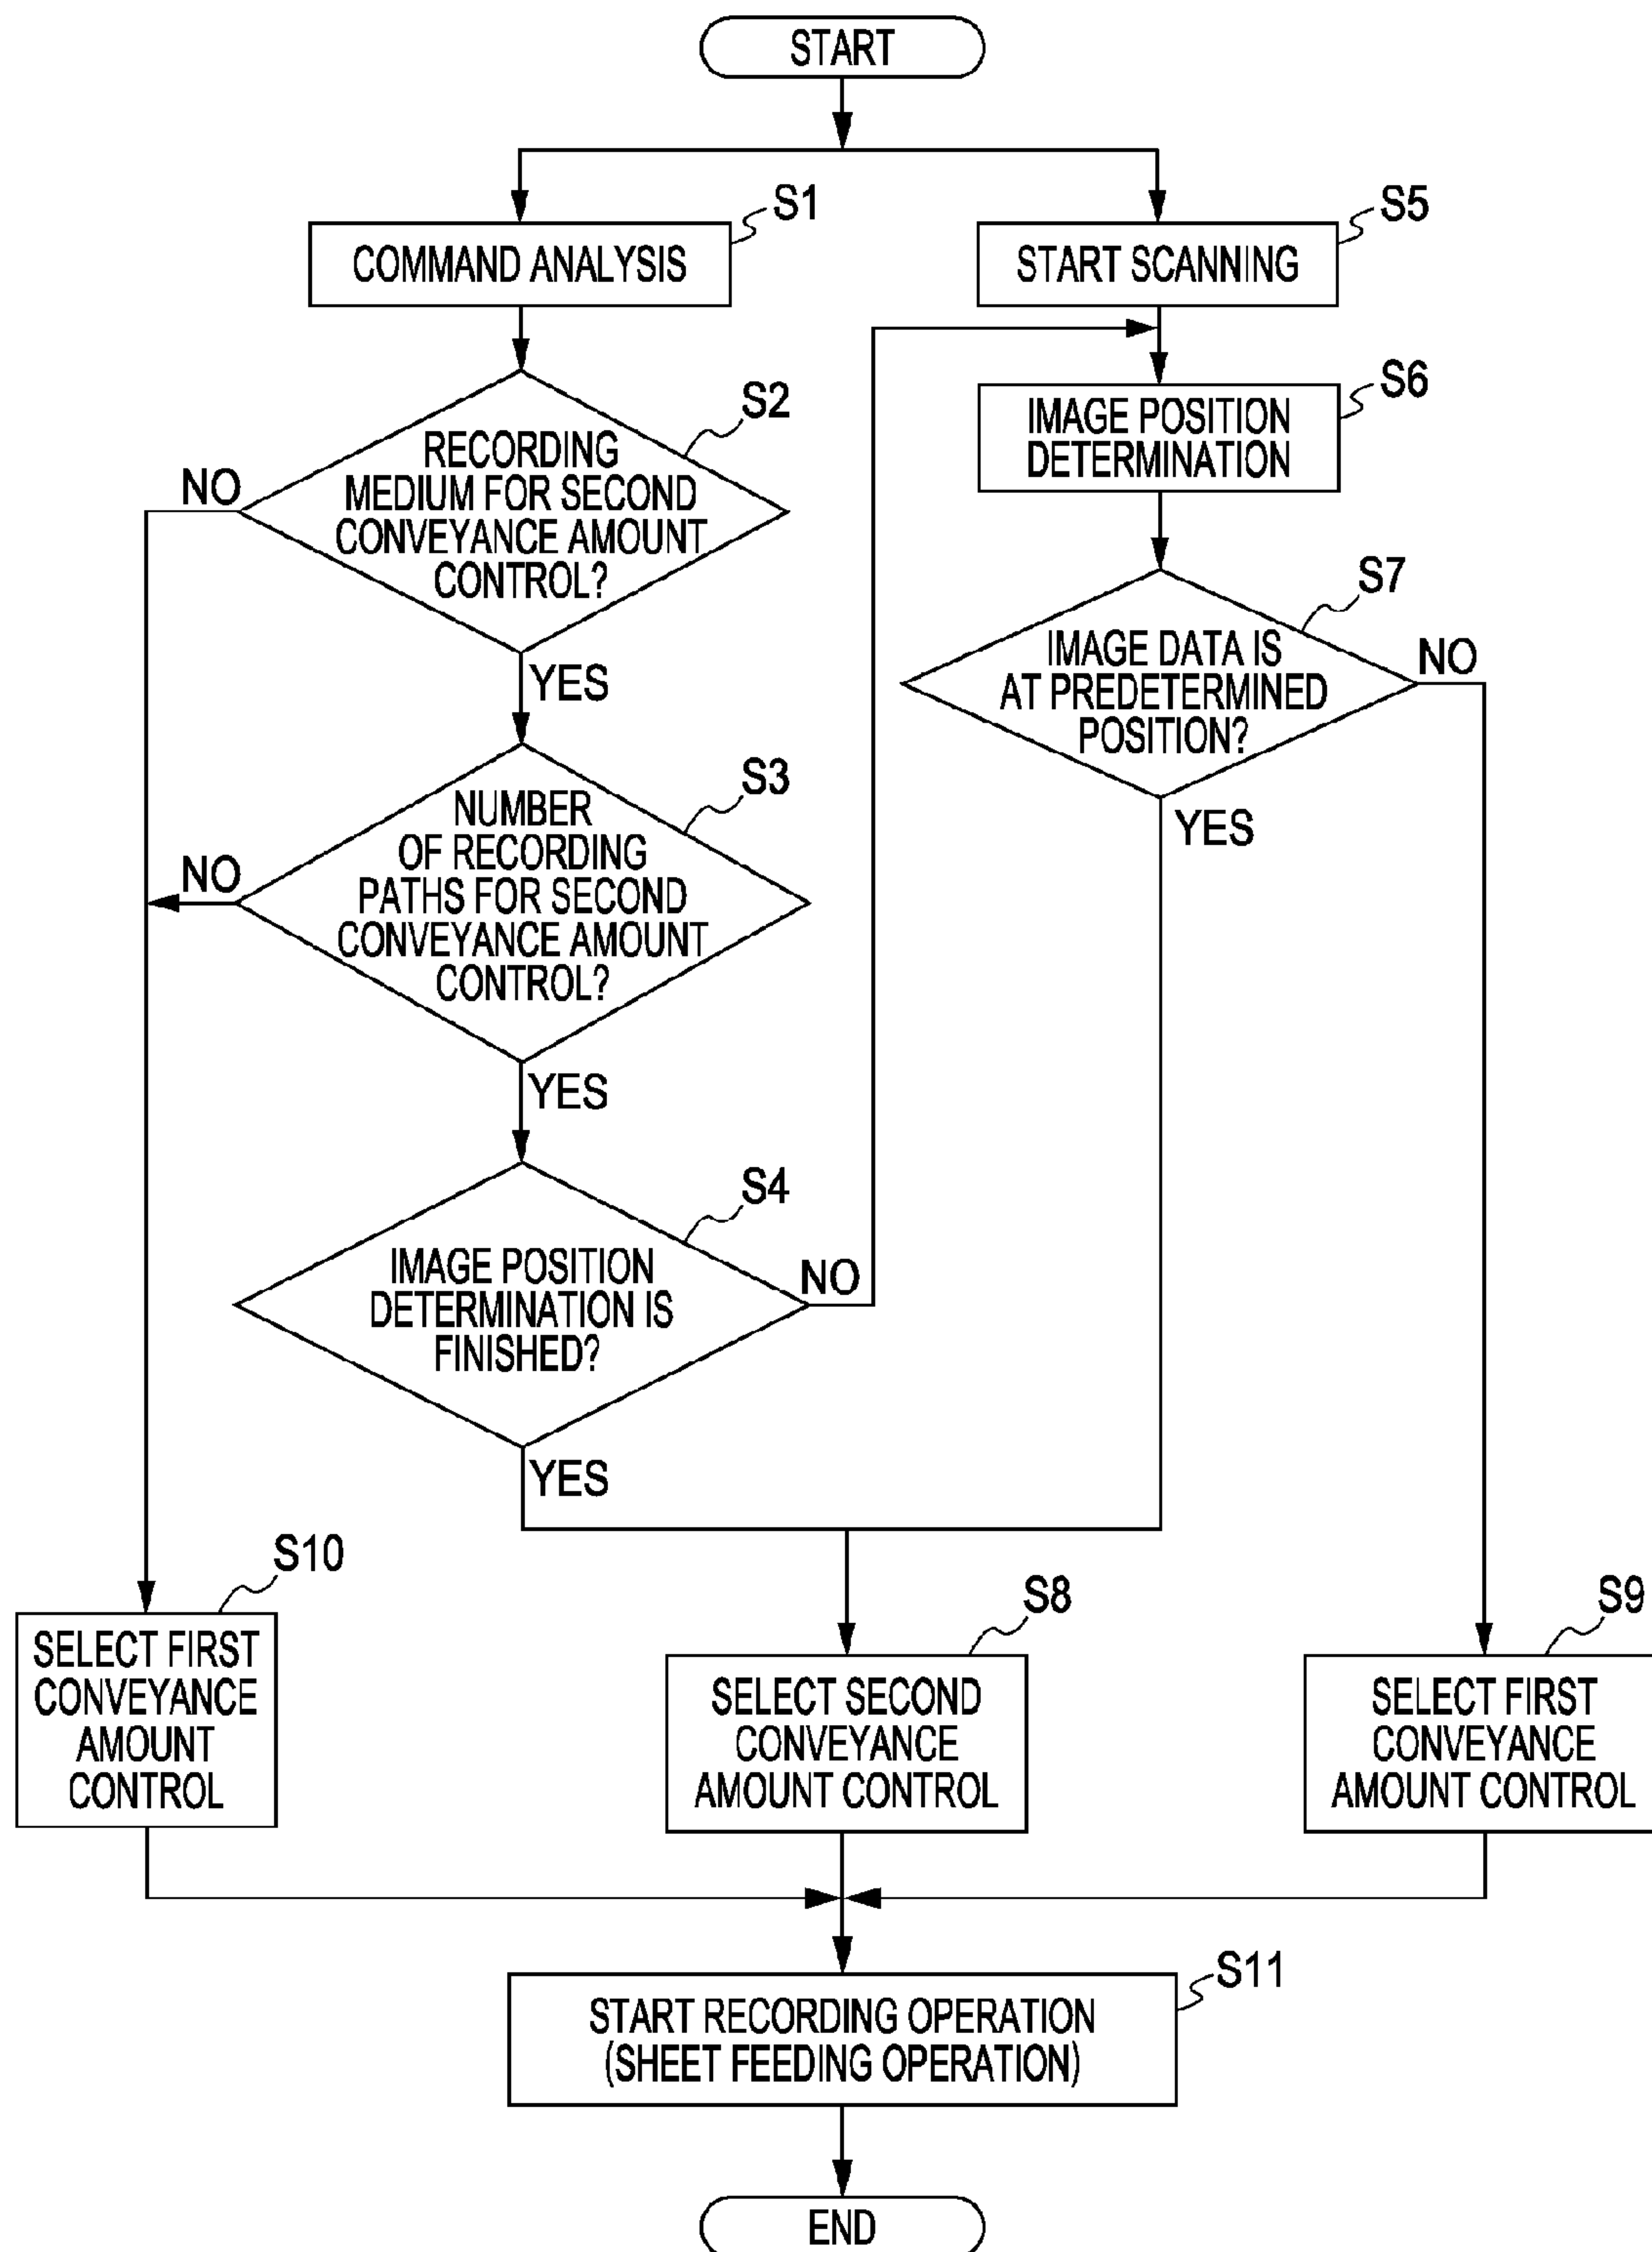 START
S1
COMMAND ANALYSIS
S5
START SCANNING
S2
RECORDING
MEDIUM FOR SECOND
CONVEYANCE AMOUNT
CONTROL?
NO
YES
S6
IMAGE POSITION
DETERMINATION
S7
IMAGE DATA IS
AT PREDETERMINED
POSITION?
NO
YES
S3
NUMBER
OF RECORDING
PATHS FOR SECOND
CONVEYANCE AMOUNT
CONTROL?
NO
YES
S4
IMAGE POSITION
DETERMINATION IS
FINISHED?
NO
YES
S10
SELECT FIRST
CONVEYANCE
AMOUNT
CONTROL
S8
SELECT SECOND
CONVEYANCE
AMOUNT CONTROL
S9
SELECT FIRST
CONVEYANCE
AMOUNT CONTROL
S11
START RECORDING OPERATION
(SHEET FEEDING OPERATION)
END